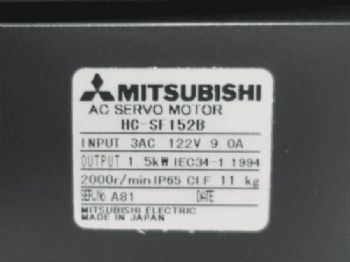 MITSUBISHI
AC SERVO MOTOR
HC-SF152B
INPUT 3AC 122V 9.0A
OUTPUT 1.5kW IEC34-1 1994
2000r/min IP65 CI.F 11 kg
SER.No A81 DATE
MITSUBISHI ELECTRIC
MADE IN JAPAN